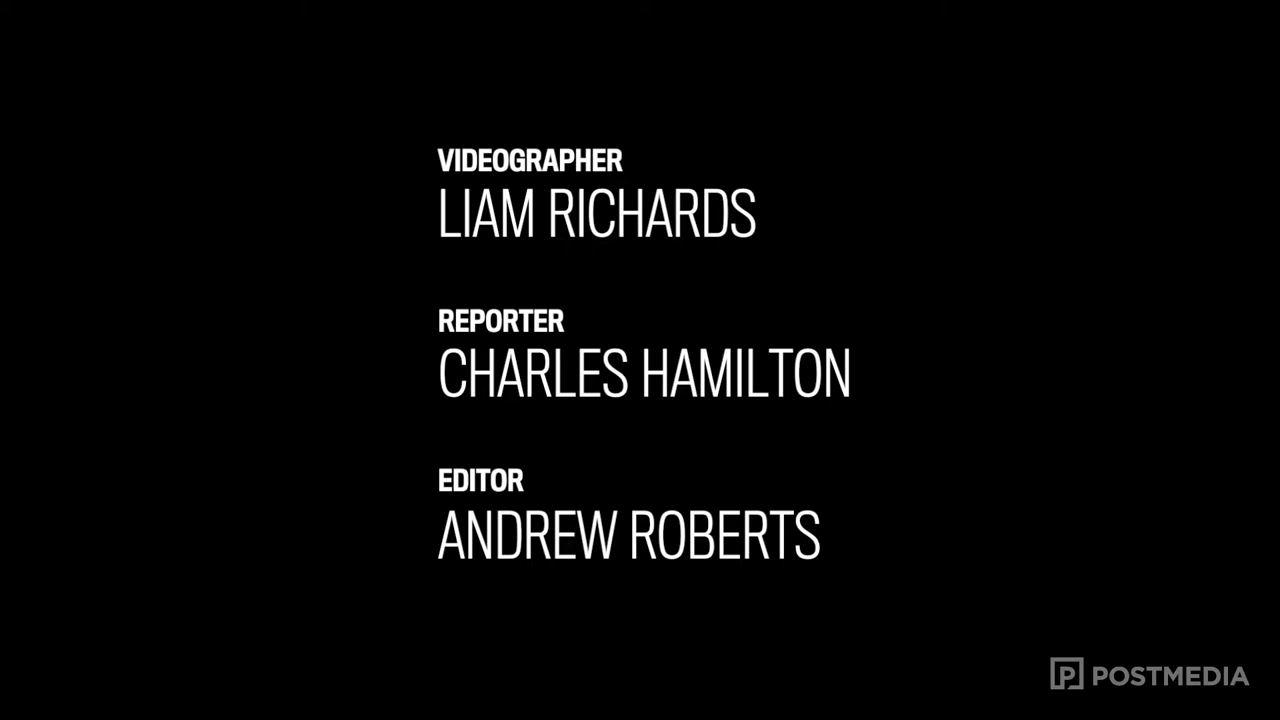 VIDEOGRAPHER
LIAM RICHARDS
REPORTER
CHARLES HAMILTON
EDITOR
ANDREW ROBERTS
P POSTMEDIA